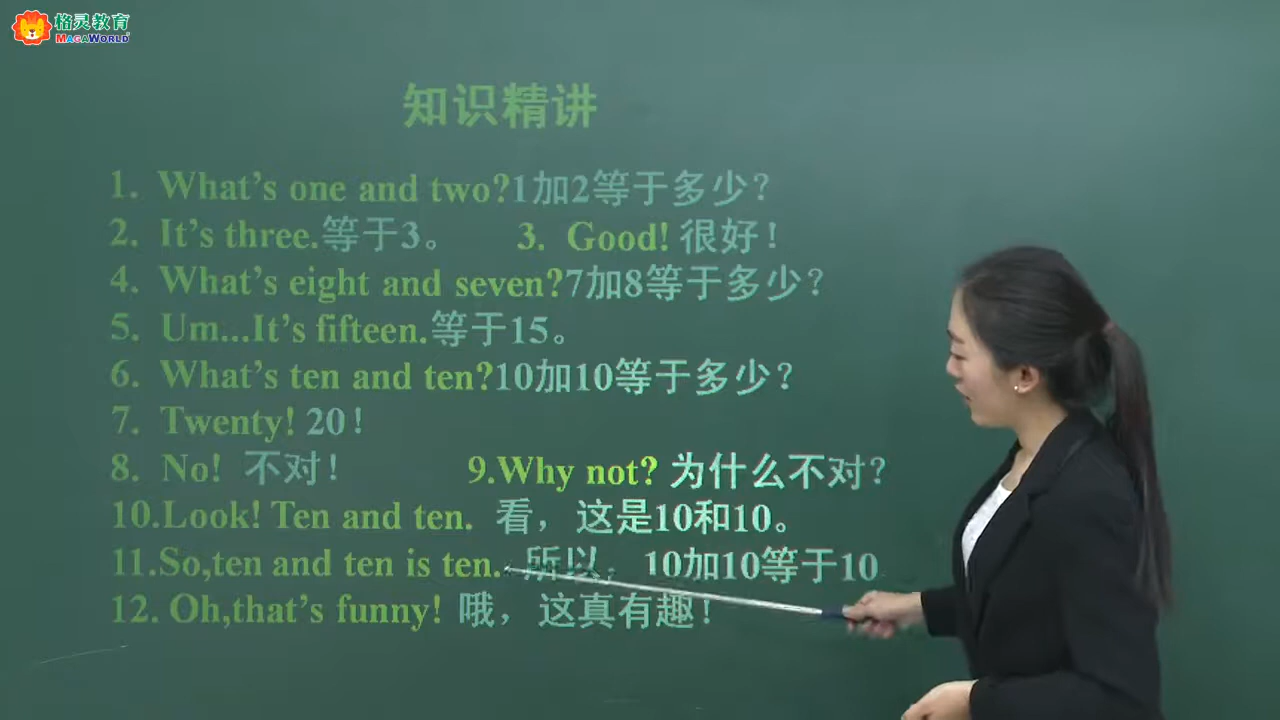 格灵教育
MAGAWORLD
知识精讲
1. What's one and two?1加2等于多少？
2. It's three.等于3。 3. Good! 很好！
4. What's eight and seven?7加8等于多少？
5. Um...It's fifteen.等于15。
6. What's ten and ten?10加10等于多少？
7. Twenty! 20！
8. No! 不对！ 9.Why not? 为什么不对？
10.Look! Ten and ten. 看，这是10和10。
11.So,ten and ten is ten. 所以，10加10等于10
12. Oh,that's funny! 哦，这真有趣！